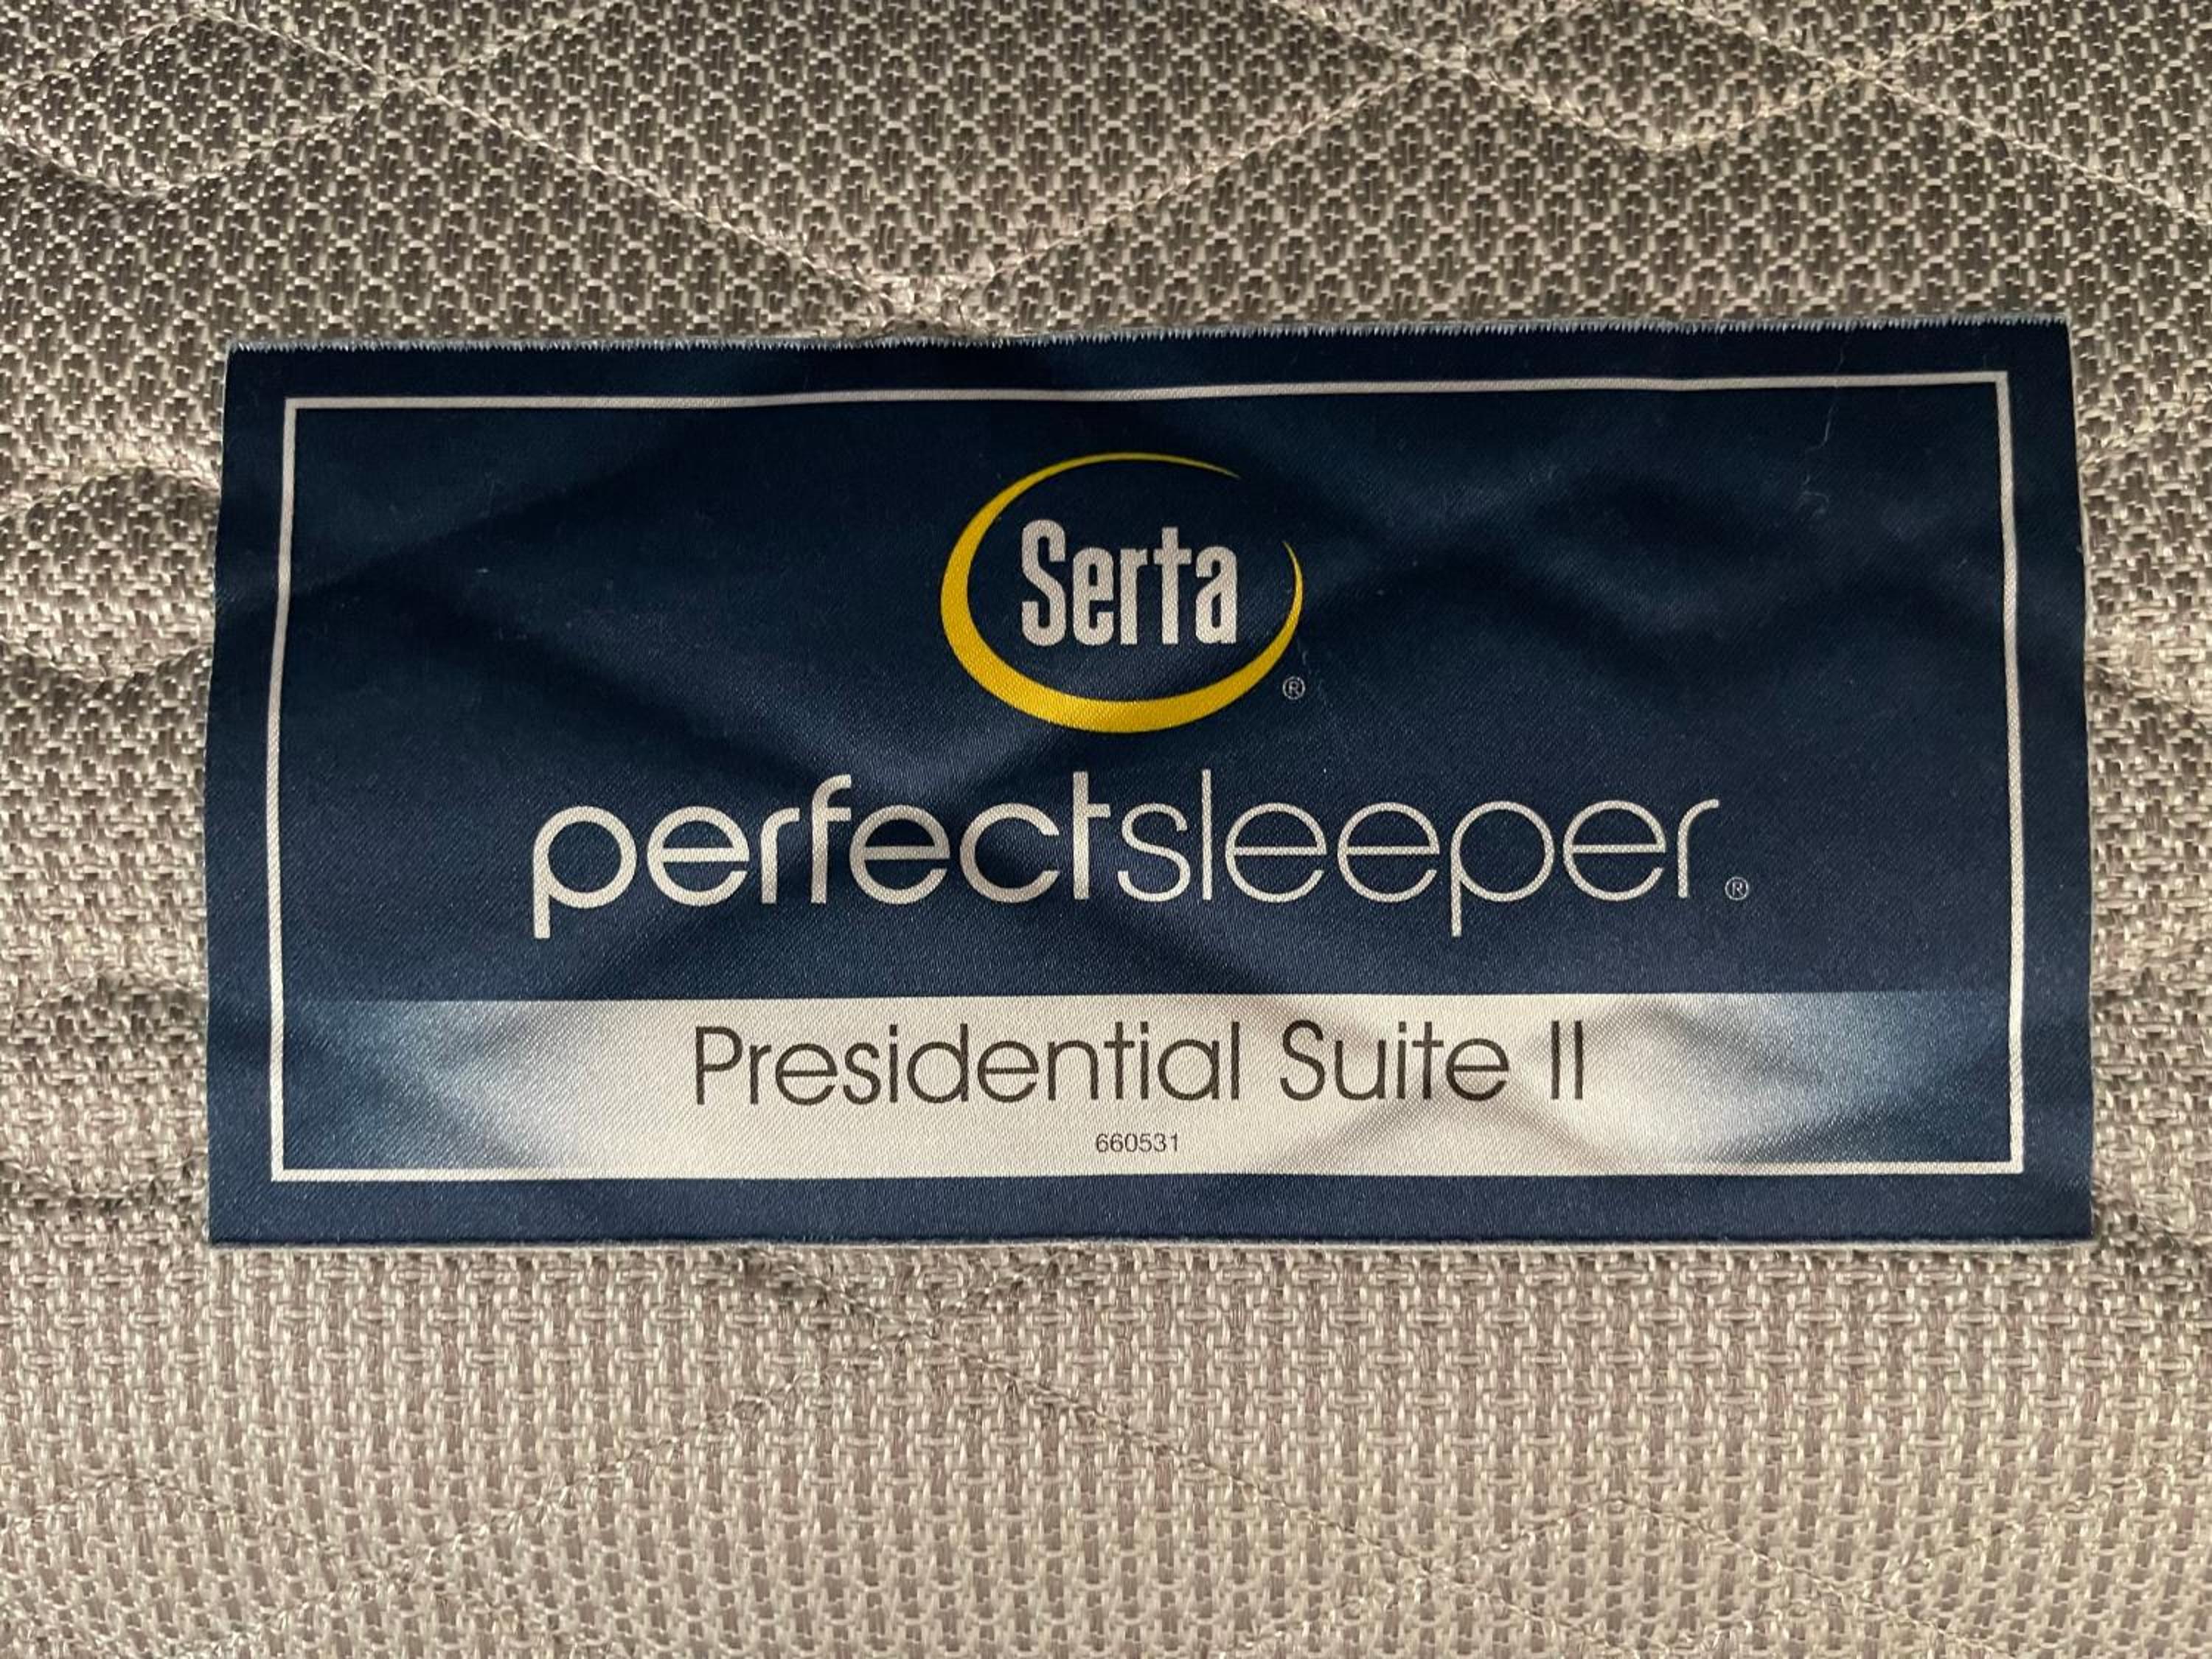 Serta®
perfectsleeper®
Presidential Suite II
660531